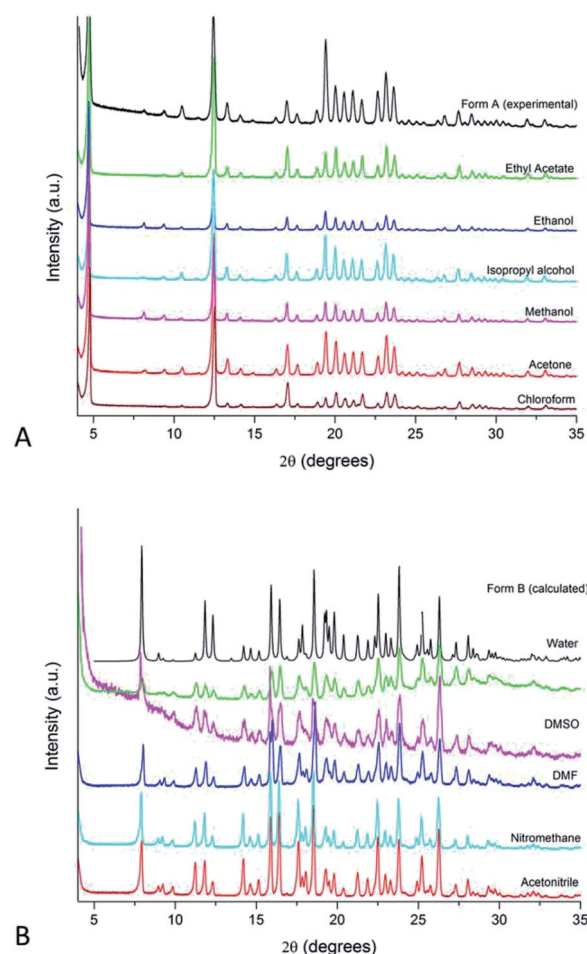 Form A (experimental)
Ethyl Acetate
Ethanol
Isopropyl alcohol
Methanol
Acetone
Chloroform
Intensity (a.u.)
5 10 15 20 25 30 35
2θ (degrees)
A
Form B (calculated)
Water
DMSO
DMF
Nitromethane
Acetonitrile
Intensity (a.u.)
5 10 15 20 25 30 35
2θ (degrees)
B